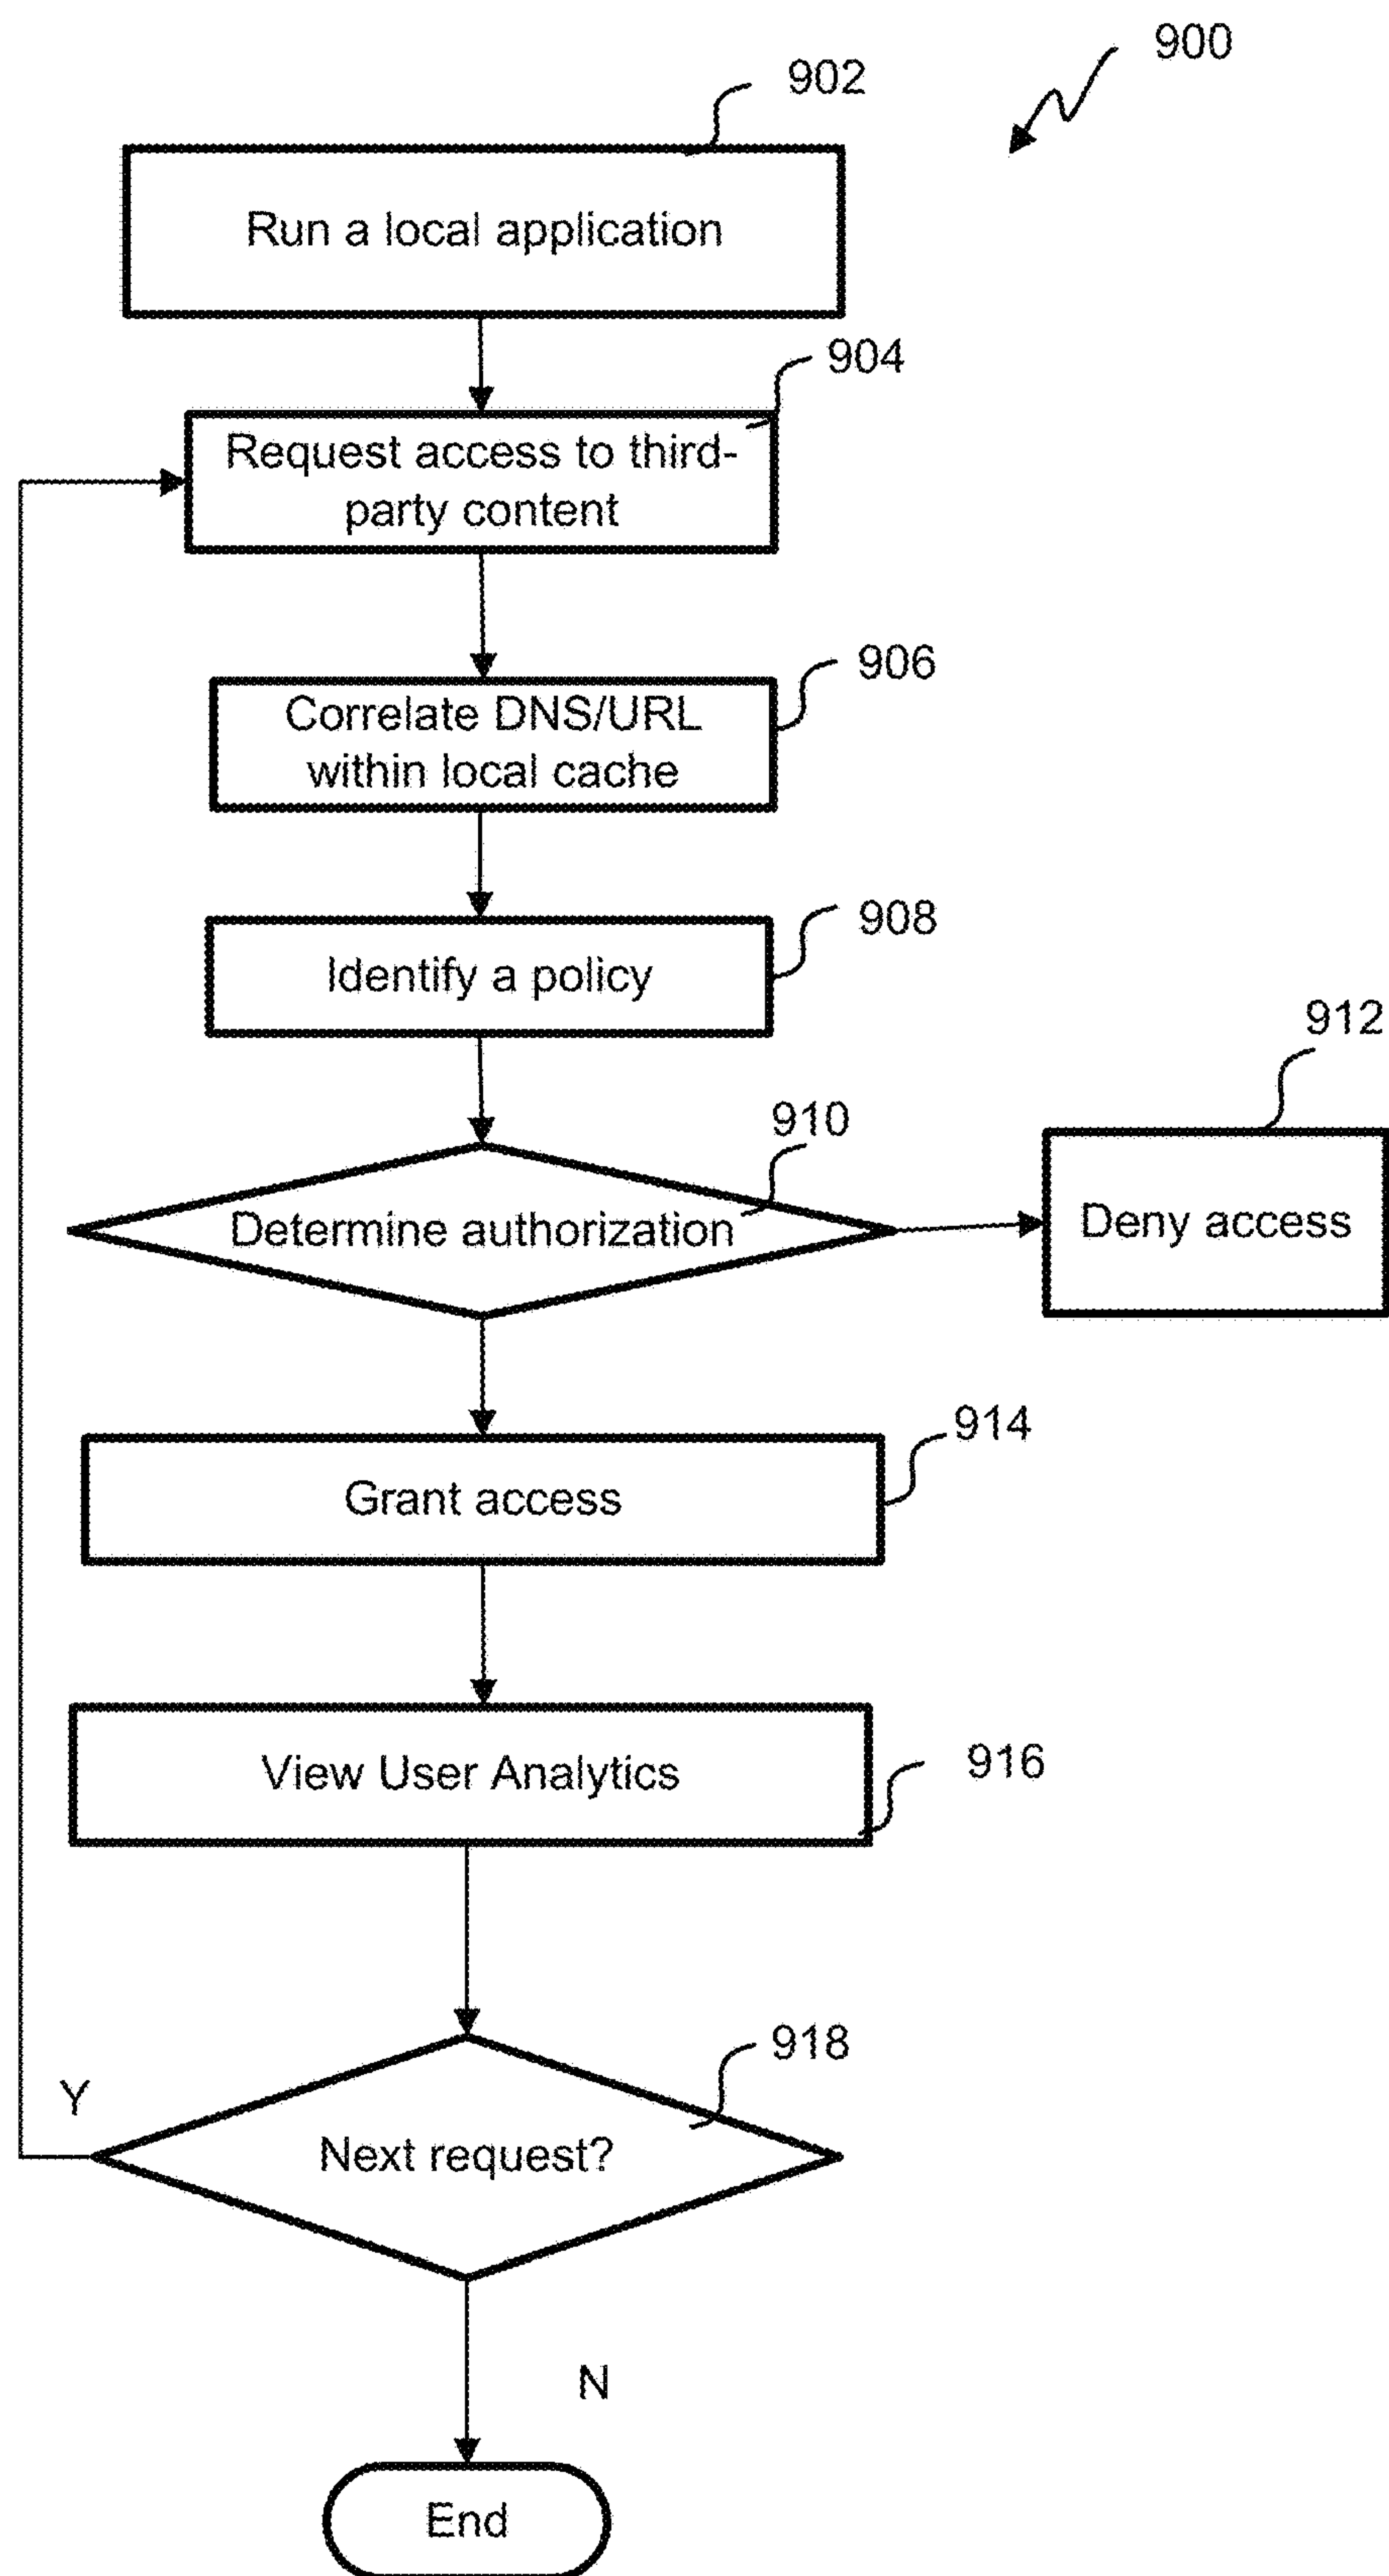 900
902
Run a local application
904
Request access to third-
party content
906
Correlate DNS/URL
within local cache
908
Identify a policy
912
910
Determine authorization
Deny access
914
Grant access
View User Analytics
916
918
Y
Next request?
N
End